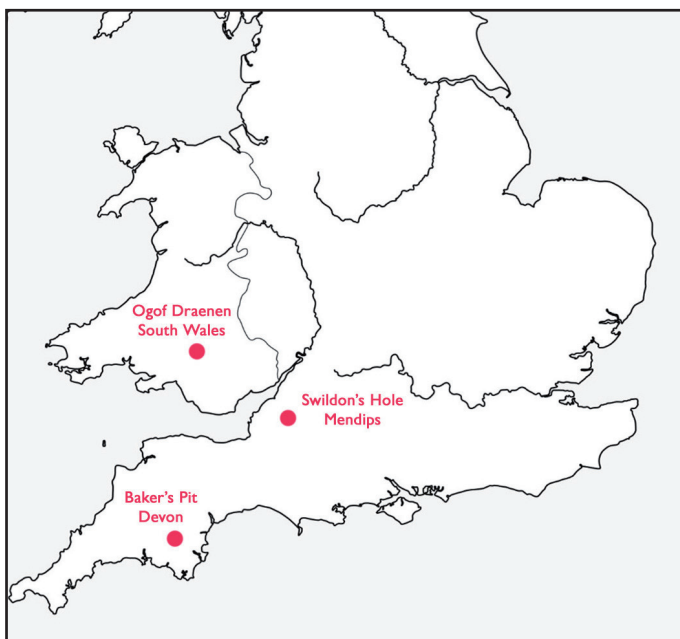 Ogof Draenen
South Wales
Swildon's Hole
Mendips
Baker's Pit
Devon